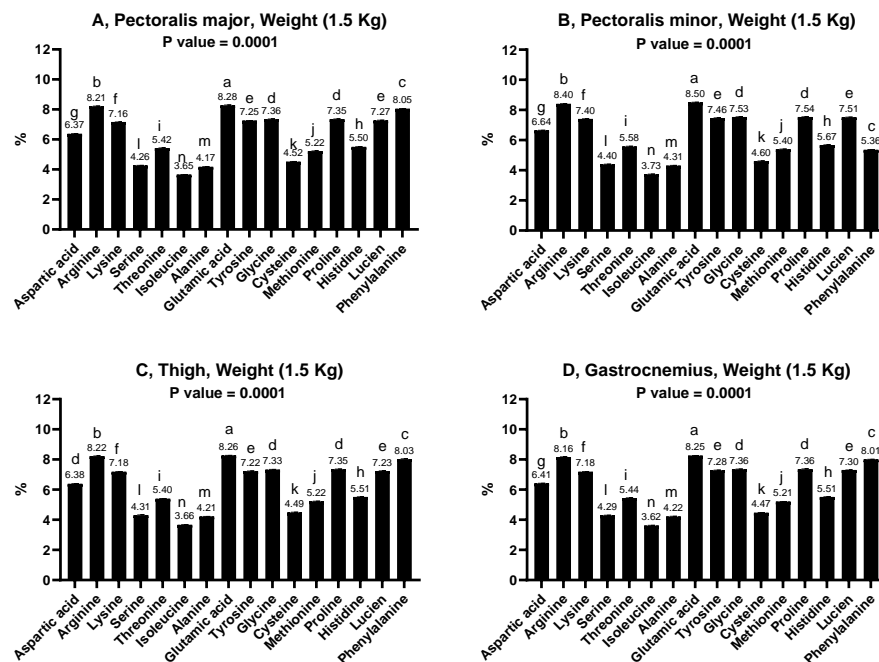 A, Pectoralis major, Weight (1.5 Kg)
P value = 0.0001
%
12
10
8
6
4
2
0
g b f l i n m a e d k j d h e c
6.37 8.21 7.16 4.26 5.42 3.65 4.17 8.28 7.25 7.36 4.52 5.22 7.35 5.50 7.27 8.05
Aspartic acid
Arginine
Lysine
Serine
Threonine
Isoleucine
Alanine
Glutamic acid
Tyrosine
Glycine
Cysteine
Methionine
Proline
Histidine
Lucien
Phenylalanine
B, Pectoralis minor, Weight (1.5 Kg)
P value = 0.0001
%
12
10
8
6
4
2
0
g b f l i n m a e d k j d h e c
6.64 8.40 7.40 4.40 5.58 3.73 4.31 8.50 7.46 7.53 4.60 5.40 7.54 5.67 7.51 5.36
Aspartic acid
Arginine
Lysine
Serine
Threonine
Isoleucine
Alanine
Glutamic acid
Tyrosine
Glycine
Cysteine
Methionine
Proline
Histidine
Lucien
Phenylalanine
C, Thigh, Weight (1.5 Kg)
P value = 0.0001
%
12
10
8
6
4
2
0
d b f l i n m a e d k j d h e c
6.38 8.22 7.18 4.31 5.40 3.66 4.21 8.26 7.22 7.33 4.49 5.22 7.35 5.51 7.23 8.03
Aspartic acid
Arginine
Lysine
Serine
Threonine
Isoleucine
Alanine
Glutamic acid
Tyrosine
Glycine
Cysteine
Methionine
Proline
Histidine
Lucien
Phenylalanine
D, Gastrocnemius, Weight (1.5 Kg)
P value = 0.0001
%
12
10
8
6
4
2
0
g b f l i n m a e d k j d h e c
6.41 8.16 7.18 4.29 5.44 3.62 4.22 8.25 7.28 7.36 4.47 5.21 7.36 5.51 7.30 8.01
Aspartic acid
Arginine
Lysine
Serine
Threonine
Isoleucine
Alanine
Glutamic acid
Tyrosine
Glycine
Cysteine
Methionine
Proline
Histidine
Lucien
Phenylalanine